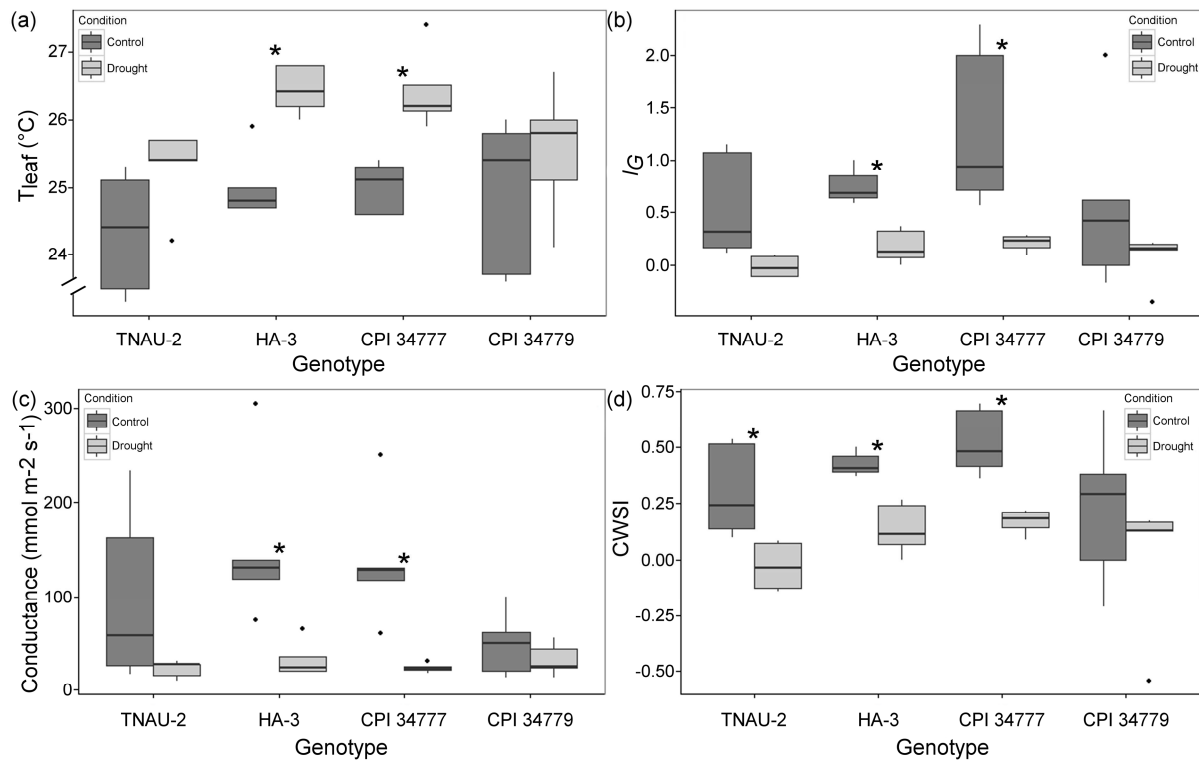 (a)
Condition
Control
Drought
27
26
25
24
Tleaf (°C)
*
*
TNAU-2 HA-3 CPI 34777 CPI 34779
Genotype
(b)
Condition
Control
Drought
2.0
1.5
1.0
0.5
0.0
IG
*
*
TNAU-2 HA-3 CPI 34777 CPI 34779
Genotype
(c)
Condition
Control
Drought
300
200
100
0
Conductance (mmol m-2 s-1)
*
*
TNAU-2 HA-3 CPI 34777 CPI 34779
Genotype
(d)
Condition
Control
Drought
0.75
0.50
0.25
0.00
-0.25
-0.50
CWSI
*
*
*
TNAU-2 HA-3 CPI 34777 CPI 34779
Genotype